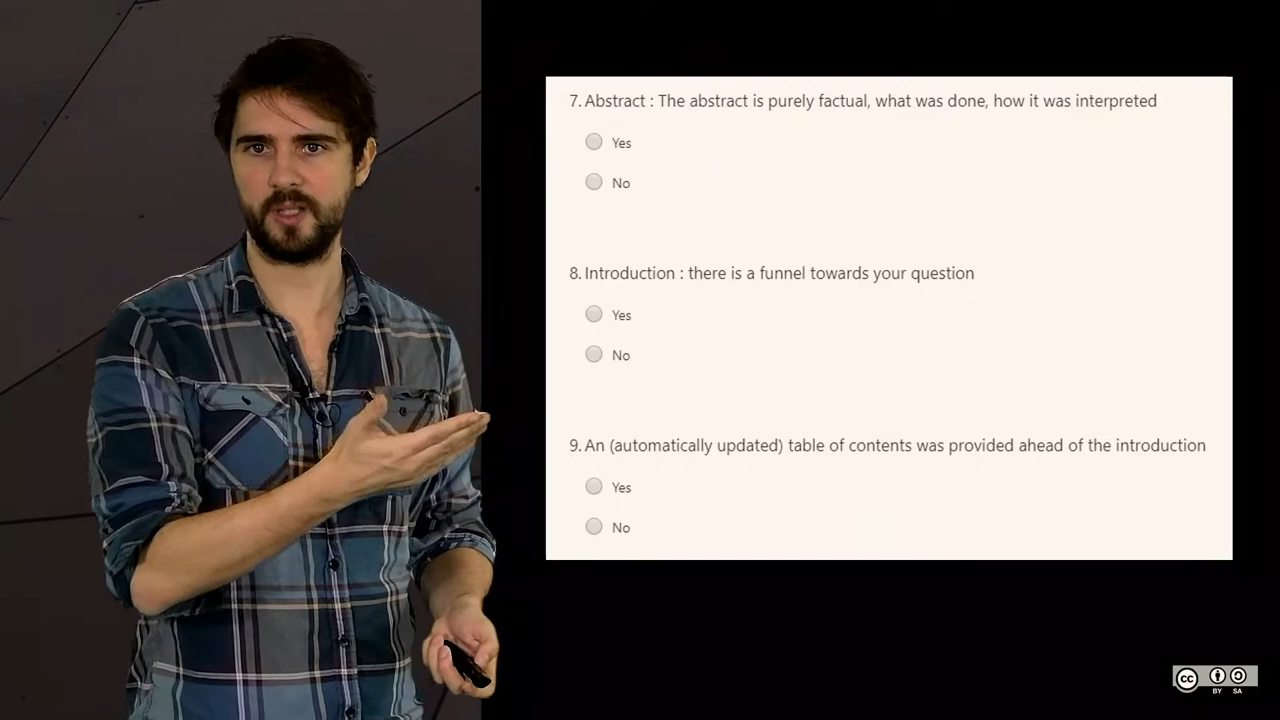 7. Abstract : The abstract is purely factual, what was done, how it was interpreted
Yes
No
8. Introduction : there is a funnel towards your question
Yes
No
9. An (automatically updated) table of contents was provided ahead of the introduction
Yes
No
cc
BY SA